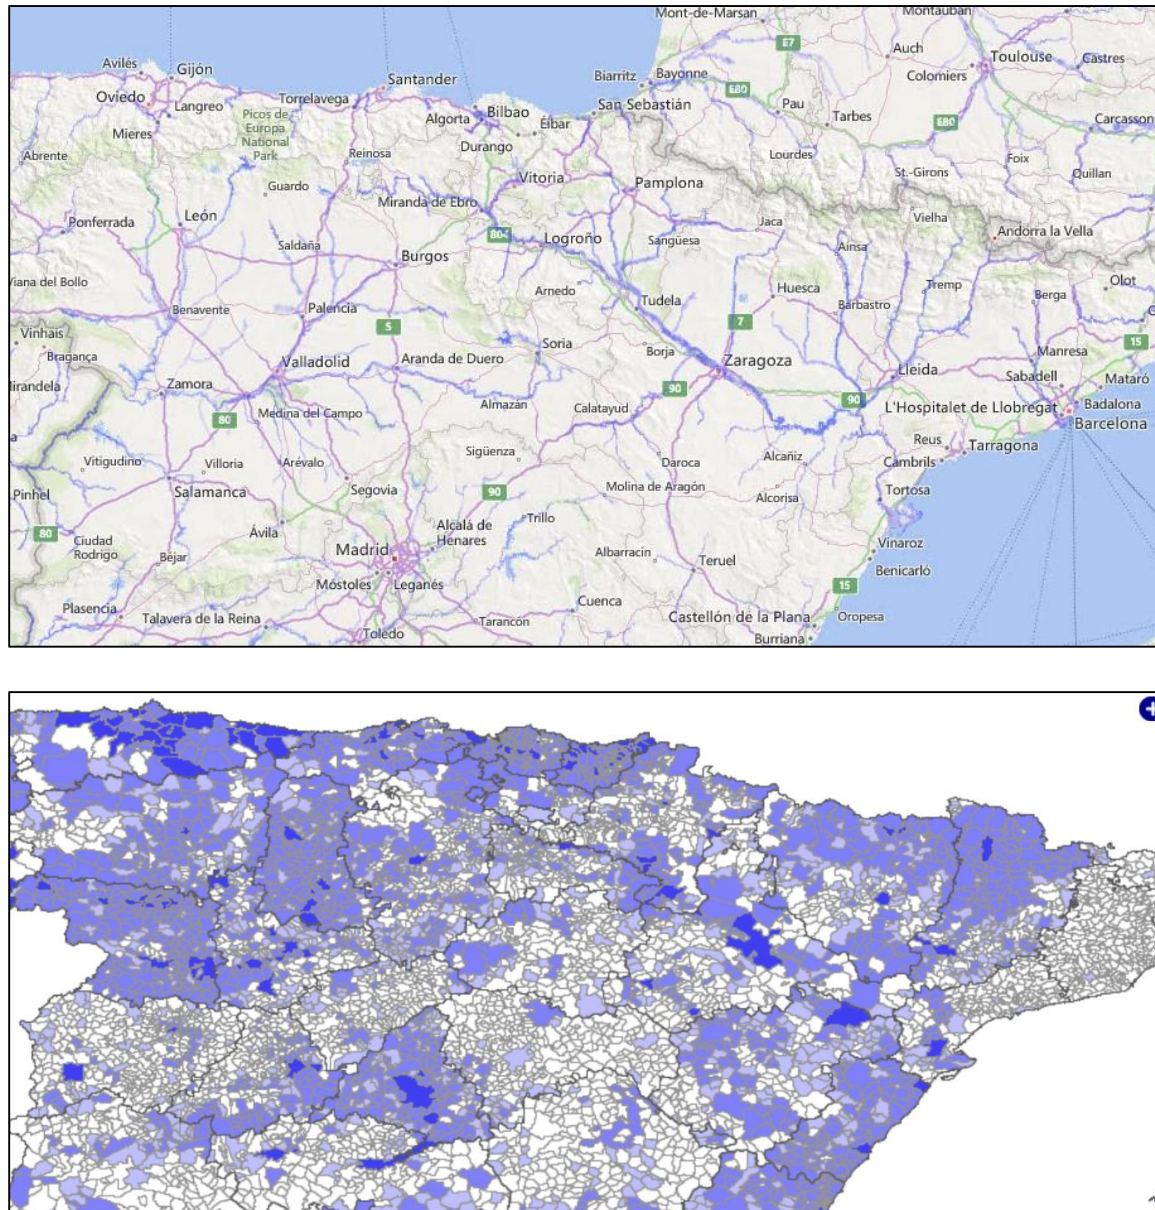 Mont-de-Marsan
Montauban
E7
Auch
Toulouse
Avilés
Gijón
Biarritz
Bayonne
Colomiers
Castres
Oviedo
Langreo
Torrelavega
Santander
E80
Pau
Algorta
Bilbao
San Sebastián
Tarbes
E80
Carcasson
Mieres
Picos de
Europa
National
Park
Éibar
Durango
Abrente
Reinosa
Lourdes
St.-Girons
Foix
Quillan
Guardo
Vitoria
Pamplona
Ponferrada
León
Miranda de Ebro
Jaca
Vielha
Andorra la Vella
Saldaña
80
Logroño
Sangüesa
Ainsa
Burgos
Viana del Bollo
Arnedo
Huesca
Tremp
Berga
Olot
Benavente
Palencia
Tudela
Barbastro
Vinhais
5
7
15
Bragança
Soria
Borja
Manresa
Valladolid
Aranda de Duero
Zaragoza
Lleida
Mirandela
Zamora
90
Sabadell
Mataró
80
Medina del Campo
Almazán
Calatayud
90
L'Hospitalet de Llobregat
Badalona
Barcelona
Reus
Tarragona
Vitigudino
Villoria
Arévalo
Sigüenza
Daroca
Alcañiz
Cambrils
Salamanca
Segovia
90
Molina de Aragón
Alcorisa
Tortosa
Pinhel
80
Ávila
Alcalá de
Henares
Trillo
Ciudad
Rodrigo
Béjar
Madrid
Albarracín
Teruel
Vinaroz
Benicarló
Móstoles
Leganés
15
Plasencia
Talavera de la Reina
Cuenca
Castellón de la Plana
Oropesa
Tarancón
Toledo
Burriana